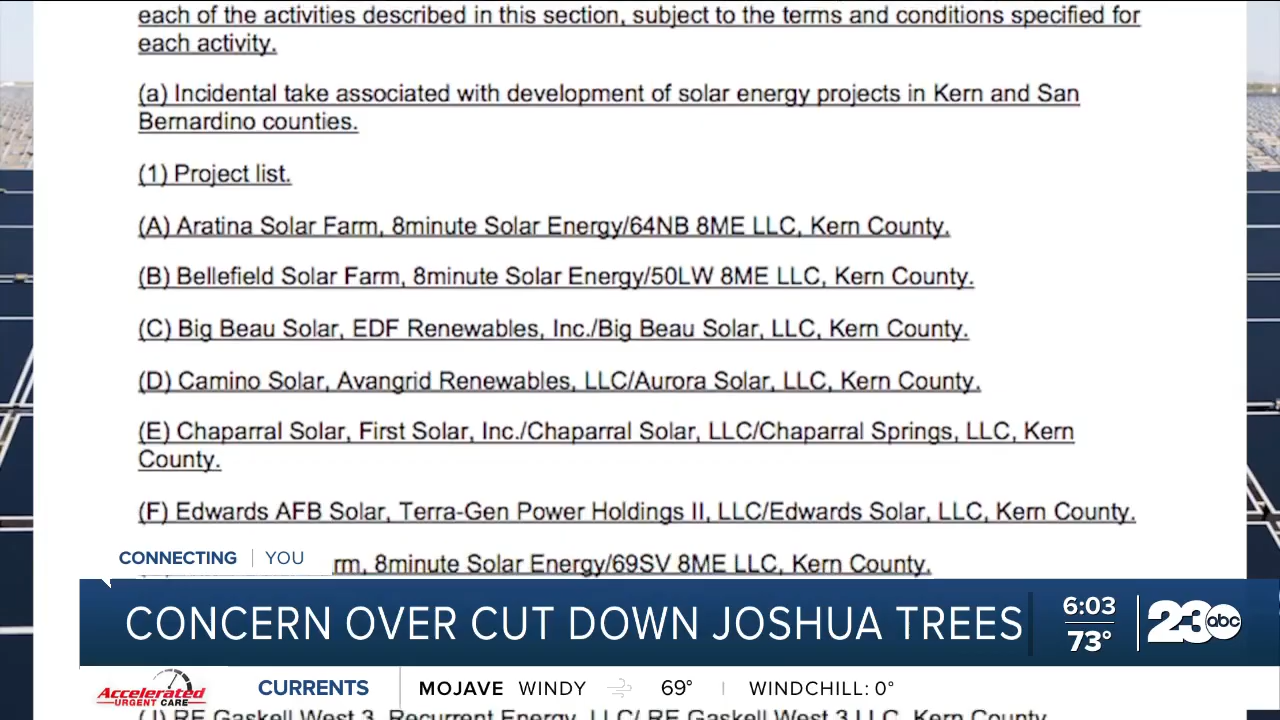 each of the activities described in this section, subject to the terms and conditions specified for
each activity.
(a) Incidental take associated with development of solar energy projects in Kern and San
Bernardino counties.
(1) Project list.
(A) Aratina Solar Farm, 8minute Solar Energy/64NB 8ME LLC, Kern County.
(B) Bellefield Solar Farm, 8minute Solar Energy/50LW 8ME LLC, Kern County.
(C) Big Beau Solar, EDF Renewables, Inc./Big Beau Solar, LLC, Kern County.
(D) Camino Solar, Avangrid Renewables, LLC/Aurora Solar, LLC, Kern County.
(E) Chaparral Solar, First Solar, Inc./Chaparral Solar, LLC/Chaparral Springs, LLC, Kern
County.
(F) Edwards AFB Solar, Terra-Gen Power Holdings II, LLC/Edwards Solar, LLC, Kern County.
CONNECTING YOU
rm, 8minute Solar Energy/69SV 8ME LLC, Kern County.
CONCERN OVER CUT DOWN JOSHUA TREES
6:03
73°
23 abc
Accelerated
URGENT CARE
CURRENTS MOJAVE WINDY 69° WINDCHILL: 0°
(J) RE Gaskell West 3, Recurrent Energy, LLC/ RE Gaskell West 3 LLC, Kern County